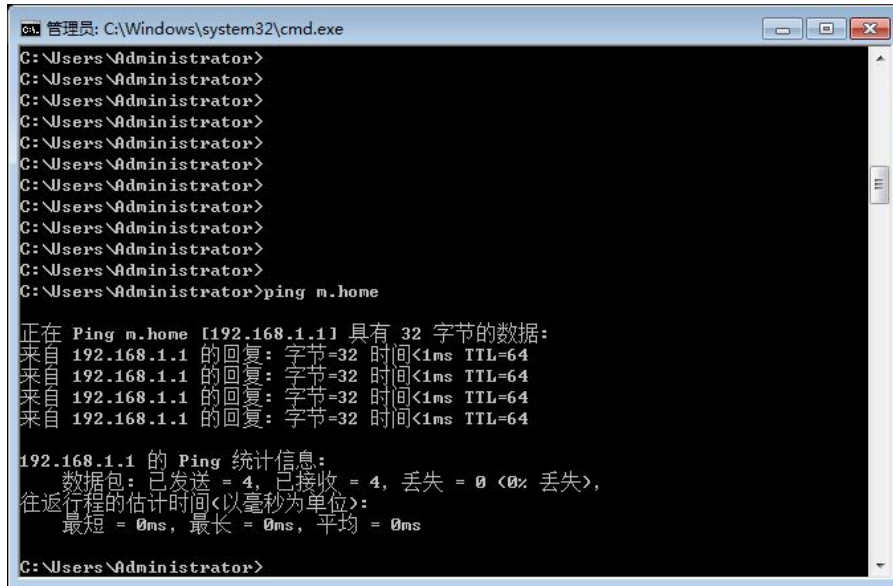 管理员: C:\Windows\system32\cmd.exe
C:\Users\Administrator>
C:\Users\Administrator>
C:\Users\Administrator>
C:\Users\Administrator>
C:\Users\Administrator>
C:\Users\Administrator>
C:\Users\Administrator>
C:\Users\Administrator>
C:\Users\Administrator>
C:\Users\Administrator>
C:\Users\Administrator>
C:\Users\Administrator>ping m.home
正在 Ping m.home [192.168.1.1] 具有 32 字节的数据:
来自 192.168.1.1 的回复: 字节=32 时间<1ms TTL=64
来自 192.168.1.1 的回复: 字节=32 时间<1ms TTL=64
来自 192.168.1.1 的回复: 字节=32 时间<1ms TTL=64
来自 192.168.1.1 的回复: 字节=32 时间<1ms TTL=64
192.168.1.1 的 Ping 统计信息:
数据包: 已发送 = 4, 已接收 = 4, 丢失 = 0 (0% 丢失),
往返行程的估计时间(以毫秒为单位):
最短 = 0ms, 最长 = 0ms, 平均 = 0ms
C:\Users\Administrator>